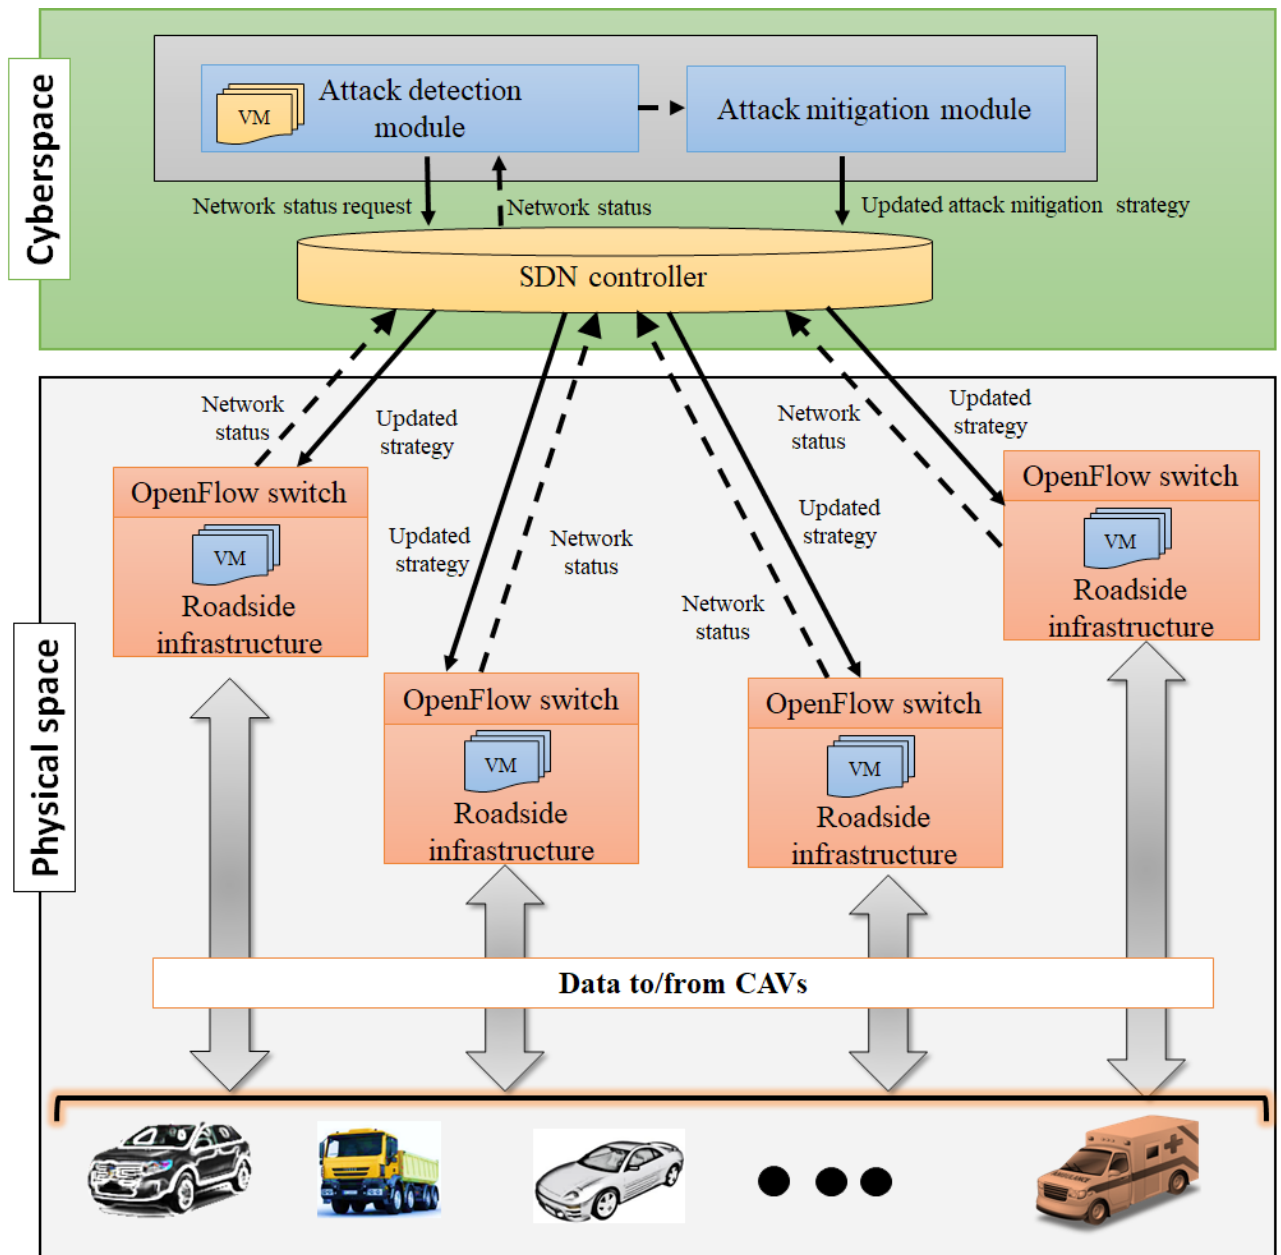 Cyberspace
VM
Attack detection
module
Attack mitigation module
Network status request
Network status
Updated attack mitigation strategy
SDN controller
Physical space
Network
status
Updated
strategy
Updated
strategy
Network
status
Network
status
Updated
strategy
Network
status
Updated
strategy
OpenFlow switch
VM
Roadside
infrastructure
OpenFlow switch
VM
Roadside
infrastructure
OpenFlow switch
VM
Roadside
infrastructure
OpenFlow switch
VM
Roadside
infrastructure
Data to/from CAVs
AMBULANCE